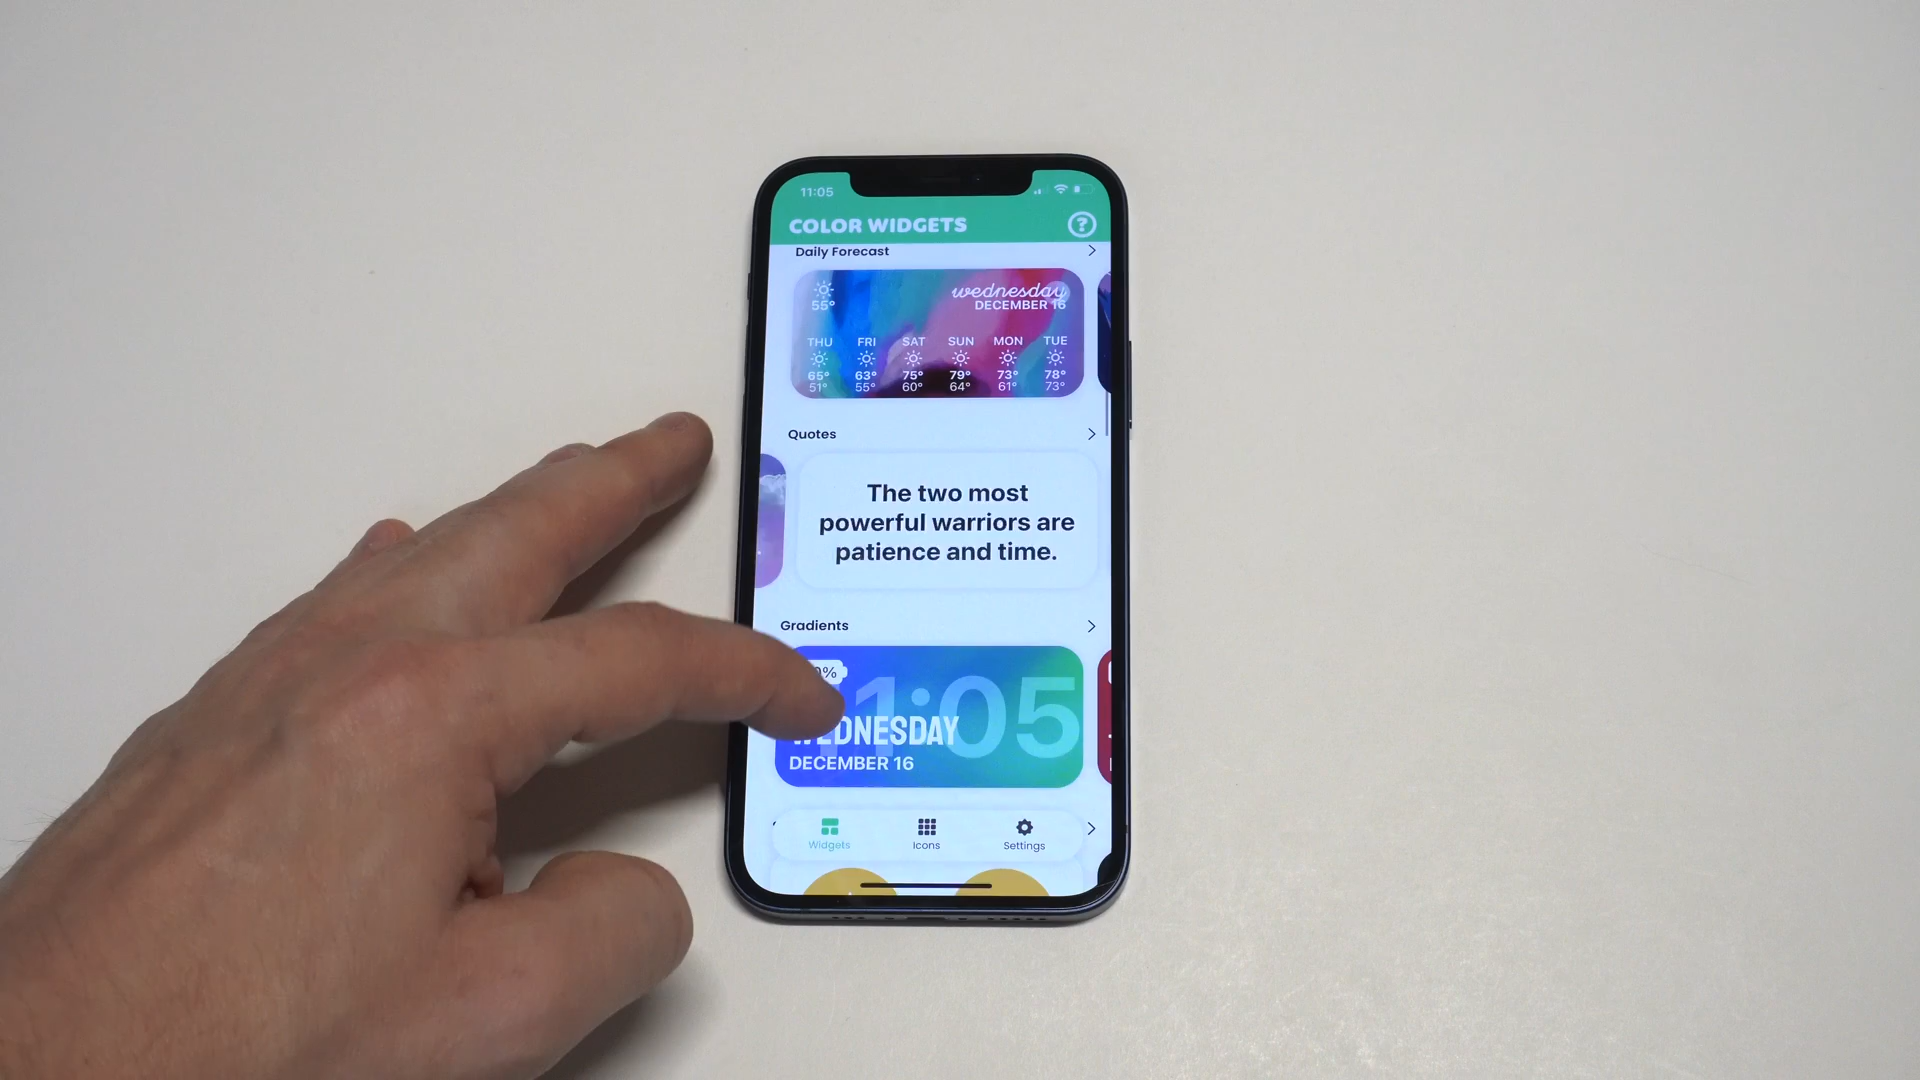 11:05
COLOR WIDGETS
?
Daily Forecast
55°
wednesday
DECEMBER 16
THU FRI SAT SUN MON TUE
65° 63° 75° 79° 73° 78°
51° 55° 60° 64° 61° 73°
Quotes
The two most
powerful warriors are
patience and time.
Gradients
%
1:05
WEDNESDAY
DECEMBER 16
Widgets Icons Settings